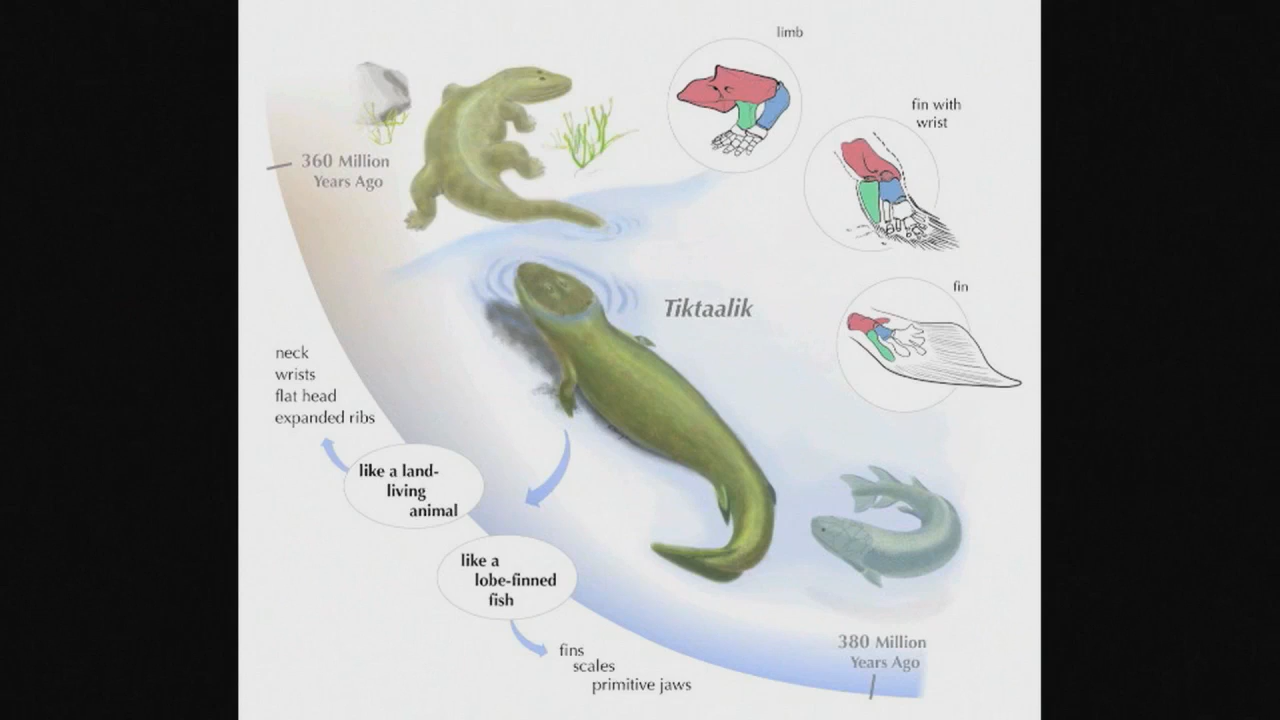 limb
fin with
wrist
360 Million
Years Ago
fin
Tiktaalik
neck
wrists
flat head
expanded ribs
like a land-
living
animal
like a
lobe-finned
fish
fins
scales
primitive jaws
380 Million
Years Ago